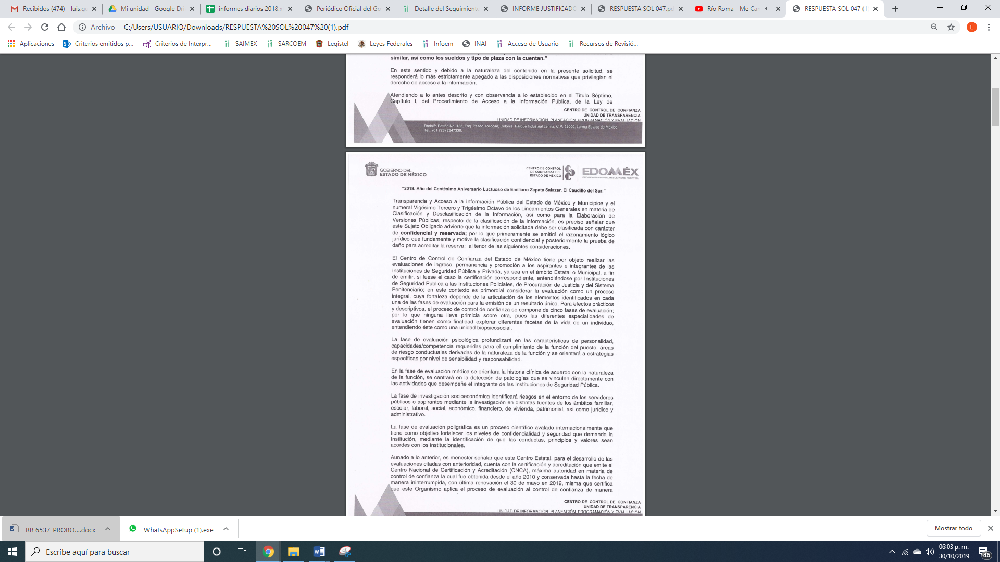 Recibidos (474) - luis.gu
Mi unidad - Google Dri
informes diarios 2018.x
Periódico Oficial del Go
Detalle del Seguimiento
INFORME JUSTIFICADO
RESPUESTA SOL 047.pd
Río Roma - Me Ca
RESPUESTA SOL 047 (1
Archivo
C:/Users/USUARIO/Downloads/RESPUESTA%20SOL%20047%20(1).pdf
L
Aplicaciones
Criterios emitidos p...
Criterios de Interpr...
SAIMEX
SARCOEM
Legistel
Leyes Federales
Infoem
INAI
Acceso de Usuario
Recursos de Revisió...
similar, así como los sueldos y tipo de plaza con la cuentan."
En este sentido y debido a la naturaleza del contenido en la presente solicitud, se
responderá lo más estrictamente apegado a las disposiciones normativas que privilegian el
derecho de acceso a la información.
Atendiendo a lo antes descrito y con observancia a lo establecido en el Título Séptimo,
Capítulo I, del Procedimiento de Acceso a la Información Pública, de la Ley de
CENTRO DE CONTROL DE CONFIANZA
UNIDAD DE TRANSPARENCIA
UNIDAD DE INFORMACIÓN, PLANEACIÓN, PROGRAMACIÓN Y EVALUACIÓN
Rodolfo Patrón No. 123, Esq. Paseo Tollocan, Colonia Parque Industrial Lerma, C.P. 52000, Lerma Estado de México.
Tel. (01 728) 2847330.
GOBIERNO DEL
ESTADO DE MÉXICO
CENTRO DE CONTROL
DE CONFIANZA DEL
ESTADO DE MÉXICO
EDOMÉX
DECISIONES FIRMES, RESULTADOS FUERTES.
"2019. Año del Centésimo Aniversario Luctuoso de Emiliano Zapata Salazar. El Caudillo del Sur."
Transparencia y Acceso a la Información Pública del Estado de México y Municipios y el
numeral Vigésimo Tercero y Trigésimo Octavo de los Lineamientos Generales en materia de
Clasificación y Desclasificación de la Información, así como para la Elaboración de
Versiones Públicas, respecto de la clasificación de la información, es preciso señalar que
éste Sujeto Obligado advierte que la información solicitada debe ser clasificada con carácter
de confidencial y reservada; por lo que primeramente se emitirá el razonamiento lógico
jurídico que fundamente y motive la clasificación confidencial y posteriormente la prueba de
daño para acreditar la reserva; al tenor de las siguientes consideraciones.
El Centro de Control de Confianza del Estado de México tiene por objeto realizar las
evaluaciones de ingreso, permanencia y promoción a los aspirantes e integrantes de las
Instituciones de Seguridad Pública y Privada, ya sea en el ámbito Estatal o Municipal, a fin
de emitir, si fuese el caso la certificación correspondiente, entendiéndose por Instituciones
de Seguridad Publica a las Instituciones Policiales, de Procuración de Justicia y del Sistema
Penitenciario; en este contexto es primordial considerar la evaluación como un proceso
integral, cuya fortaleza depende de la articulación de los elementos identificados en cada
una de las fases de evaluación para la emisión de un resultado único. Para efectos prácticos
y descriptivos, el proceso de control de confianza se compone de cinco fases de evaluación;
por lo que ninguna lleva primicia sobre otra, pues las diferentes especialidades de
evaluación tienen como finalidad explorar diferentes facetas de la vida de un individuo,
entendiendo éste como una unidad biopsicosocial.
La fase de evaluación psicológica profundizará en las características de personalidad,
capacidades/competencia requeridas para el cumplimiento de la función del puesto, áreas
de riesgo conductuales derivadas de la naturaleza de la función y se orientará a estrategias
específicas por nivel de sensibilidad y responsabilidad.
En la fase de evaluación médica se orientara la historia clínica de acuerdo con la naturaleza
de la función, se centrará en la detección de patologías que se vinculen directamente con
las actividades que desempeñe el integrante de las Instituciones de Seguridad Pública.
La fase de investigación socioeconómica identificará riesgos en el entorno de los servidores
públicos o aspirantes mediante la investigación en distintas fuentes de los ámbitos familiar,
escolar, laboral, social, económico, financiero, de vivienda, patrimonial, así como jurídico y
administrativo.
La fase de evaluación poligráfica es un proceso científico avalado internacionalmente que
tiene como objetivo fortalecer los niveles de confidencialidad y seguridad que demanda la
Institución, mediante la identificación de que las conductas, principios y valores sean
acordes con los institucionales.
Aunado a lo anterior, es menester señalar que este Centro Estatal, para el desarrollo de las
evaluaciones citadas con anterioridad, cuenta con la certificación y acreditación que emite el
Centro Nacional de Certificación y Acreditación (CNCA), máxima autoridad en materia de
control de confianza la cual fue obtenida desde el año 2010 y conservada hasta la fecha de
manera ininterrumpida, con última renovación el 30 de mayo en 2019, misma que certifica
que este Organismo aplica el proceso de evaluación al control de confianza de manera
CENTRO DE CONTROL DE CONFIANZA
UNIDAD DE TRANSPARENCIA
UNIDAD DE INFORMACIÓN, PLANEACIÓN, PROGRAMACIÓN Y EVALUACIÓN
RR 6537-PROBO....docx
WhatsAppSetup (1).exe
Mostrar todo
Escribe aquí para buscar
06:03 p. m.
30/10/2019
46